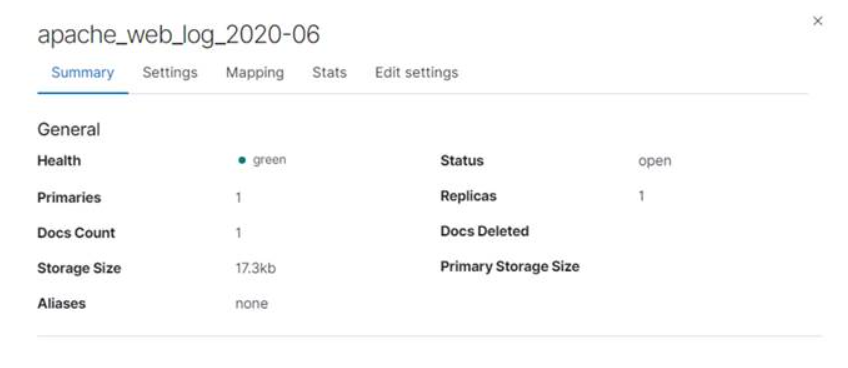 apache_web_log_2020-06
×
Summary Settings Mapping Stats Edit settings
General
Health green Status open
Primaries 1 Replicas 1
Docs Count 1 Docs Deleted
Storage Size 17.3kb Primary Storage Size
Aliases none